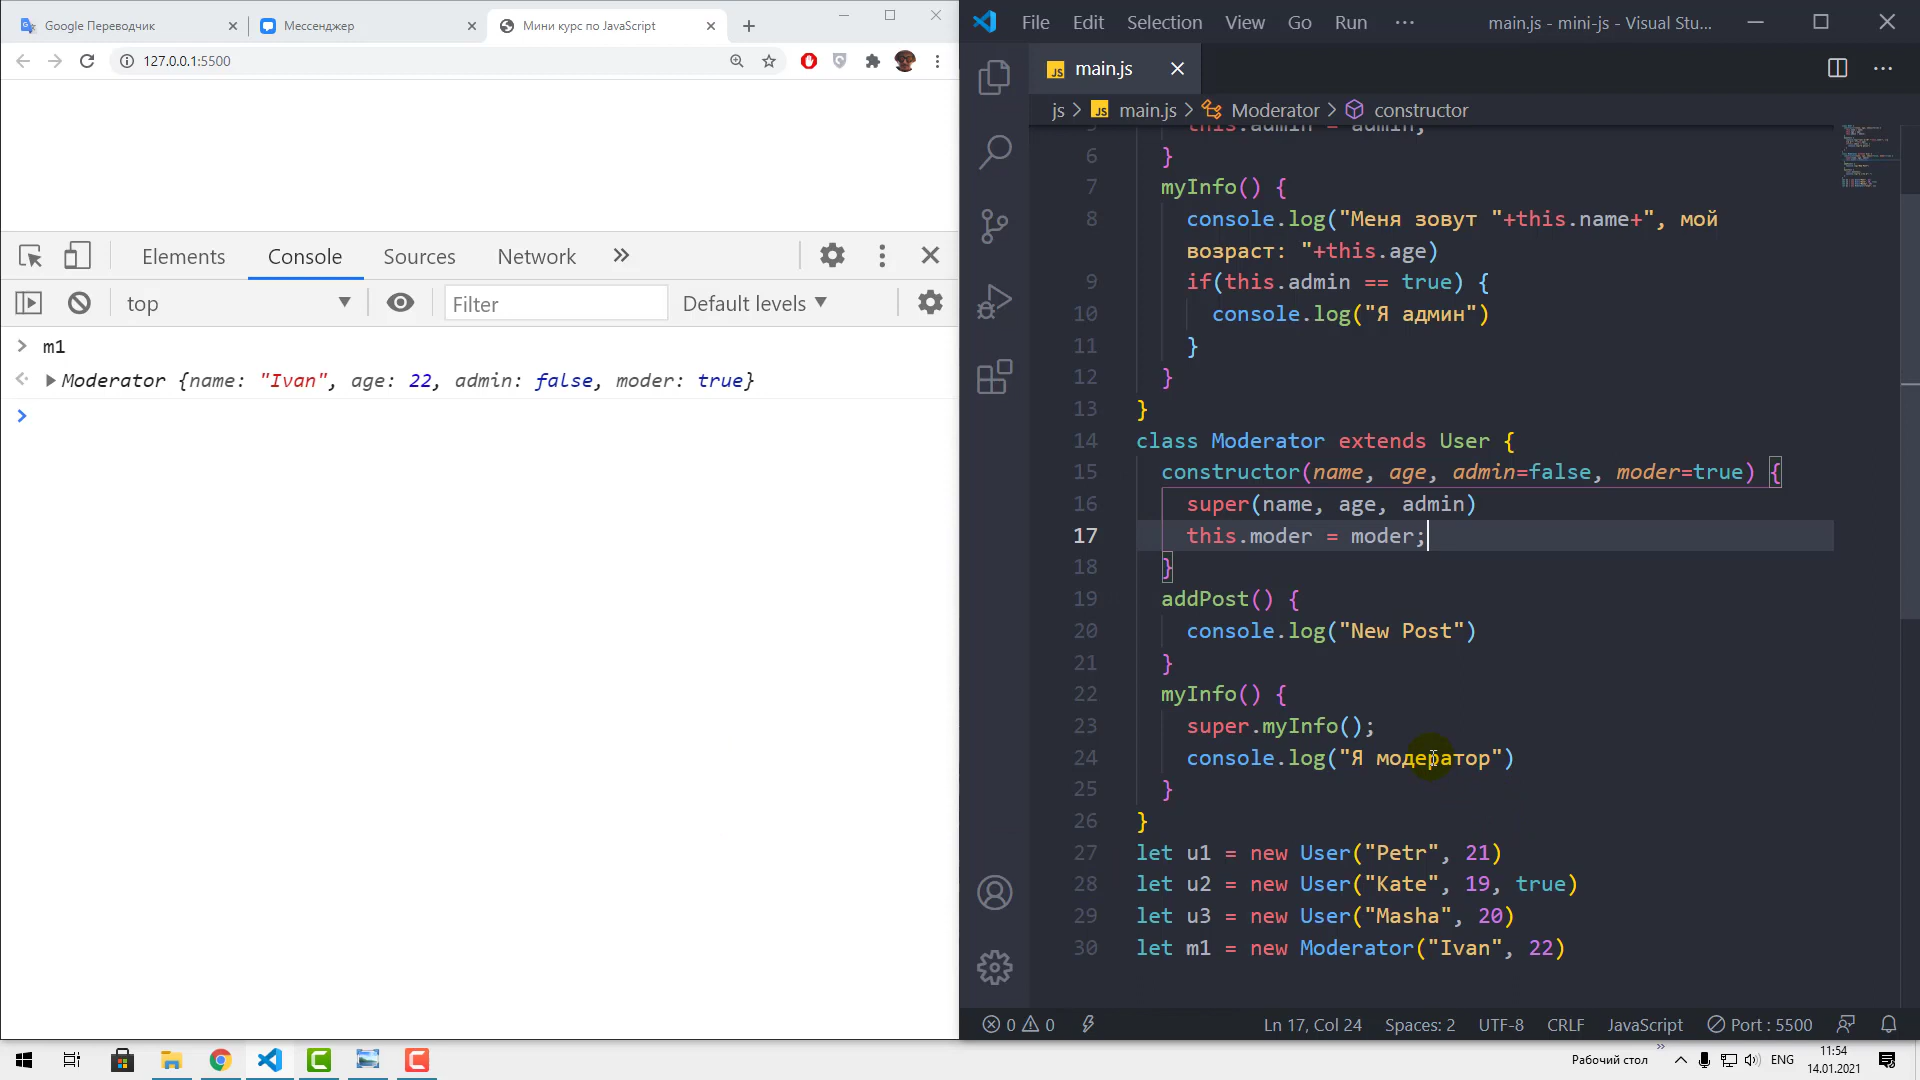 Google Переводчик
Мессенджер
Мини курс по JavaScript
127.0.0.1:5500
Elements
Console
Sources
Network
top
Filter
Default levels
m1
Moderator {name: "Ivan", age: 22, admin: false, moder: true}
File Edit Selection View Go Run
main.js - mini-js - Visual Stu...
JS main.js
js > JS main.js > Moderator > constructor
5 this.admin = admin;
6 }
7 myInfo() {
8 console.log("Меня зовут "+this.name+", мой
возраст: "+this.age)
9 if(this.admin == true) {
10 console.log("Я админ")
11 }
12 }
13 }
14 class Moderator extends User {
15 constructor(name, age, admin=false, moder=true) {
16 super(name, age, admin)
17 this.moder = moder;
18 }
19 addPost() {
20 console.log("New Post")
21 }
22 myInfo() {
23 super.myInfo();
24 console.log("Я модератор")
25 }
26 }
27 let u1 = new User("Petr", 21)
28 let u2 = new User("Kate", 19, true)
29 let u3 = new User("Masha", 20)
30 let m1 = new Moderator("Ivan", 22)
0 0
Ln 17, Col 24
Spaces: 2
UTF-8
CRLF
JavaScript
Port : 5500
Рабочий стол
ENG
11:54
14.01.2021